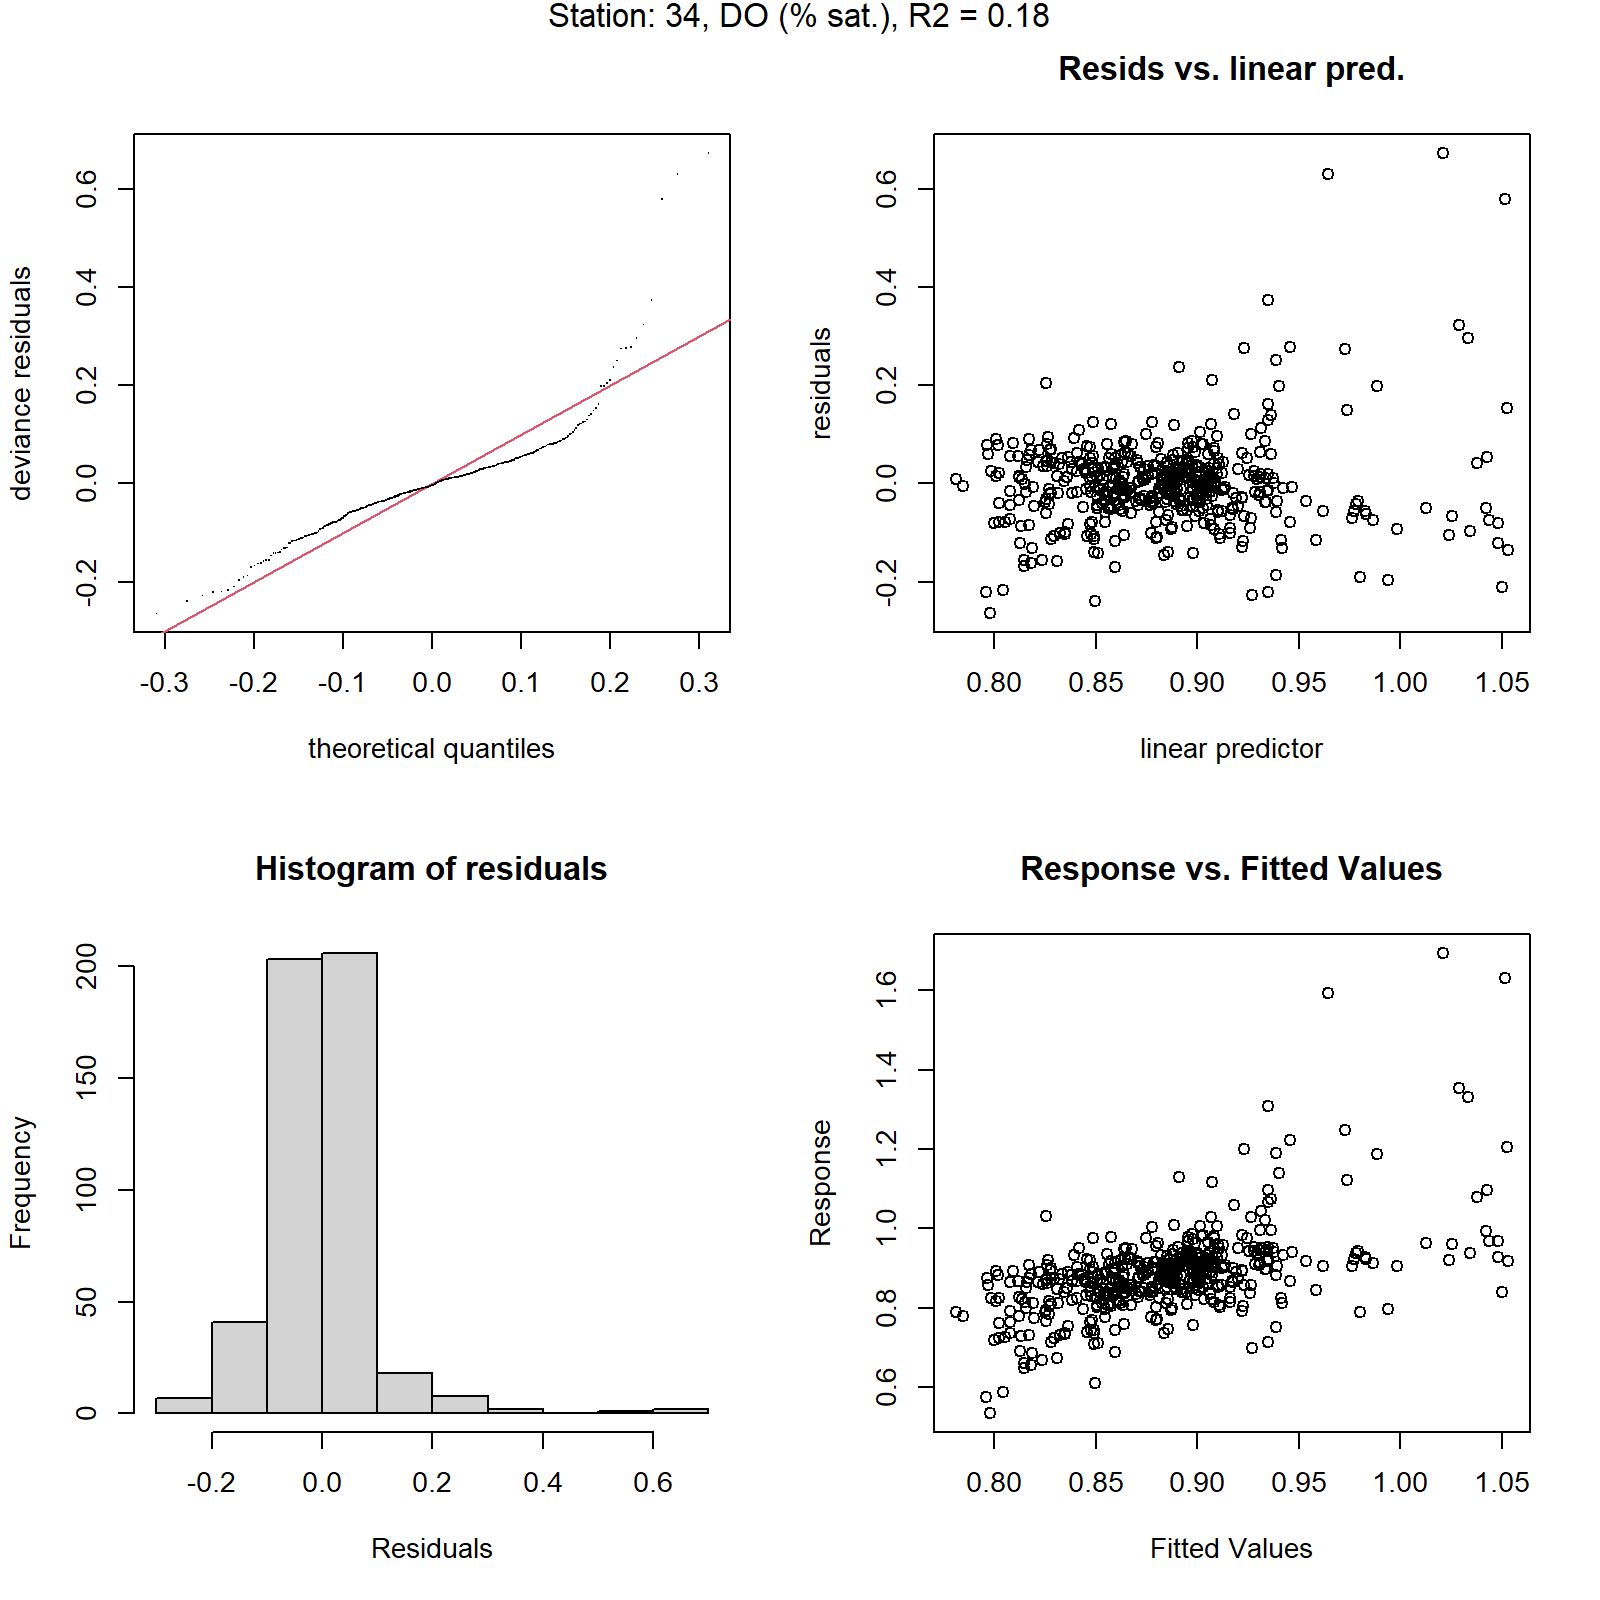 Station: 34, DO (% sat.), R2 = 0.18
deviance residuals
0.6
0.4
0.2
0.0
-0.2
-0.3 -0.2 -0.1 0.0 0.1 0.2 0.3
theoretical quantiles
Resids vs. linear pred.
residuals
0.6
0.4
0.2
0.0
-0.2
0.80 0.85 0.90 0.95 1.00 1.05
linear predictor
Histogram of residuals
Frequency
200
150
100
50
0
-0.2 0.0 0.2 0.4 0.6
Residuals
Response vs. Fitted Values
Response
1.6
1.4
1.2
1.0
0.8
0.6
0.80 0.85 0.90 0.95 1.00 1.05
Fitted Values